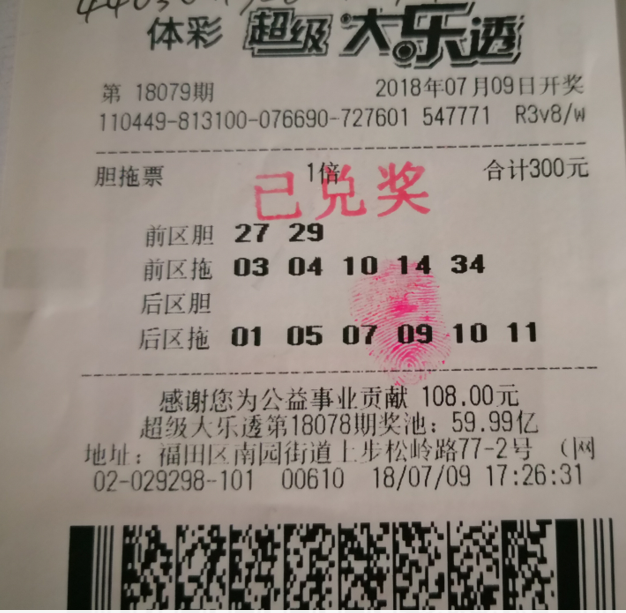 体彩 超级大乐透
第 18079期 2018年07月09日开奖
110449-813100-076690-727601 547771 R3v8/w
胆拖票 1倍 合计300元
已兑奖
前区胆 27 29
前区拖 03 04 10 14 34
后区胆
后区拖 01 05 07 09 10 11
感谢您为公益事业贡献 108.00元
超级大乐透第18078期奖池：59.99亿
地址：福田区南园街道上步松岭路77-2号 （网
02-029298-101 00610 18/07/09 17:26:31